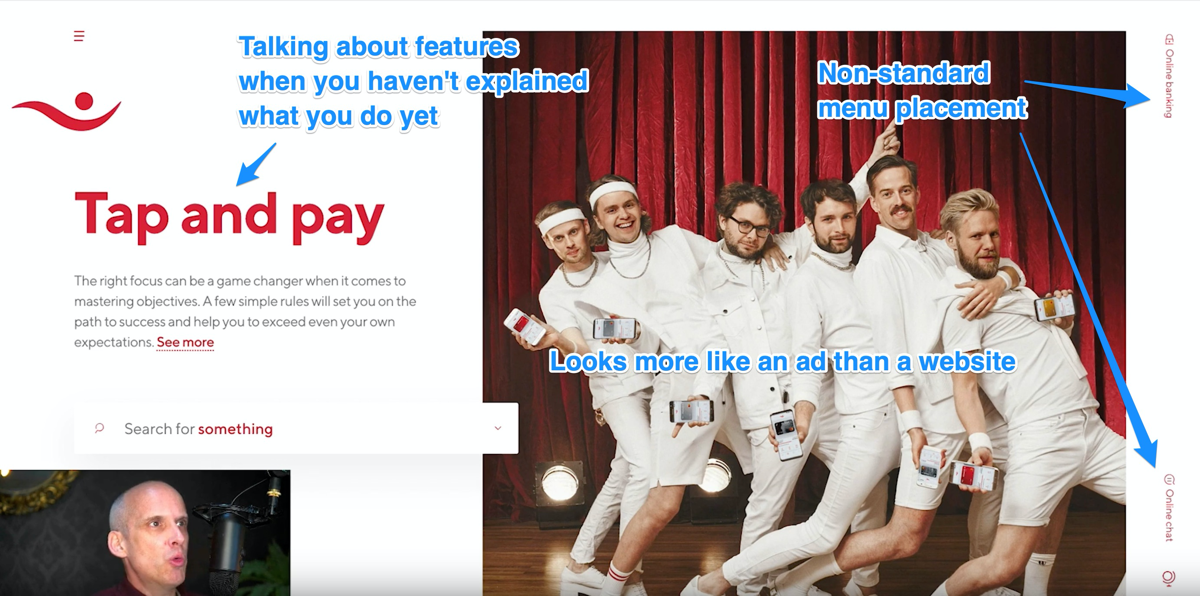 Talking about features
when you haven't explained
what you do yet
Non-standard
menu placement
Online banking
Tap and pay
The right focus can be a game changer when it comes to
mastering objectives. A few simple rules will set you on the
path to success and help you to exceed even your own
expectations. See more
Looks more like an ad than a website
Search for something
Online chat